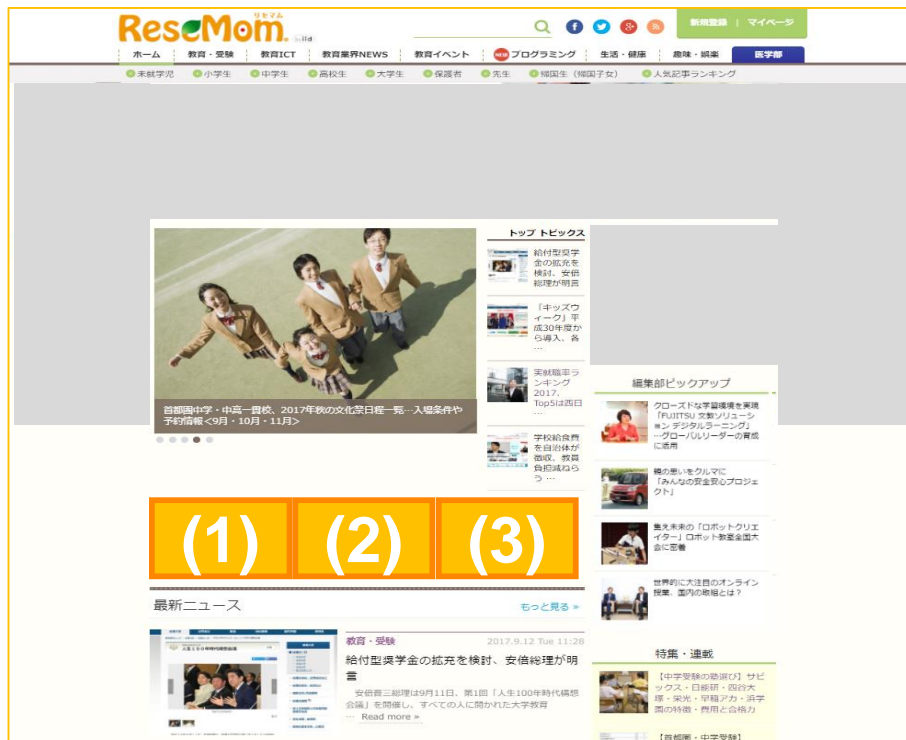 リセマム
ReseMom.
新規登録 | マイページ
ホーム 教育・受験 教育ICT 教育業界NEWS 教育イベント NEW プログラミング 生活・健康 趣味・娯楽 医学部
未就学児 小学生 中学生 高校生 大学生 保護者 先生 帰国生（帰国子女） 人気記事ランキング
トップ トピックス
給付型奨学
金の拡充を
検討、安倍
総理が明言
「キッズウ
ィーク」平
成30年度か
ら導入、各
…
実就職率ラ
ンキング
2017、
Top5は西日
…
学校給食費
を自治体が
徴収、教員
負担減ねら
う …
首都圏中学・中高一貫校、2017年秋の文化祭日程一覧…入場条件や
予約情報<9月・10月・11月>
編集部ピックアップ
クローズドな学習環境を実現
「FUJITSU 文教ソリューシ
ョン デジタルラーニング」
…グローバルリーダーの育成
に活用
親の思いをクルマに
「みんなの安全安心プロジェ
クト」
集え未来の「ロボットクリエ
イター」ロボット教室全国大
会に密着
世界的に大注目のオンライン
授業、国内の取組とは？
(1) (2) (3)
最新ニュース
もっと見る »
教育・受験 2017.9.12 Tue 11:28
給付型奨学金の拡充を検討、安倍総理が明
言
安倍晋三総理は9月11日、第1回「人生100年時代構想
会議」を開催し、すべての人に開かれた大学教育
… Read more »
人生１００年時代構想会議
特集・連載
【中学受験の塾選び】サピ
ックス・日能研・四谷大
塚・栄光・早稲アカ・浜学
園の特徴・費用と合格力
【首都圏・中学受験】